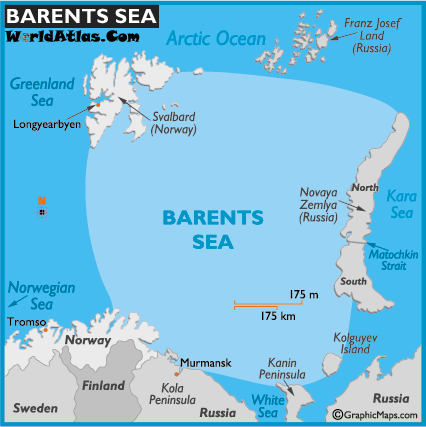 BARENTS SEA
WorldAtlas.Com
Arctic Ocean
Franz Josef
Land
(Russia)
Greenland
Sea
Longyearbyen
Svalbard
(Norway)
Novaya
Zemlya
(Russia)
North
Kara
Sea
BARENTS
SEA
Matochkin
Strait
South
Norwegian
Sea
175 m
175 km
Tromso
Norway
Kolguyev
Island
Murmansk
Kanin
Peninsula
Finland
Kola
Peninsula
Russia
Sweden
Russia
White
Sea
©GraphicMaps.com